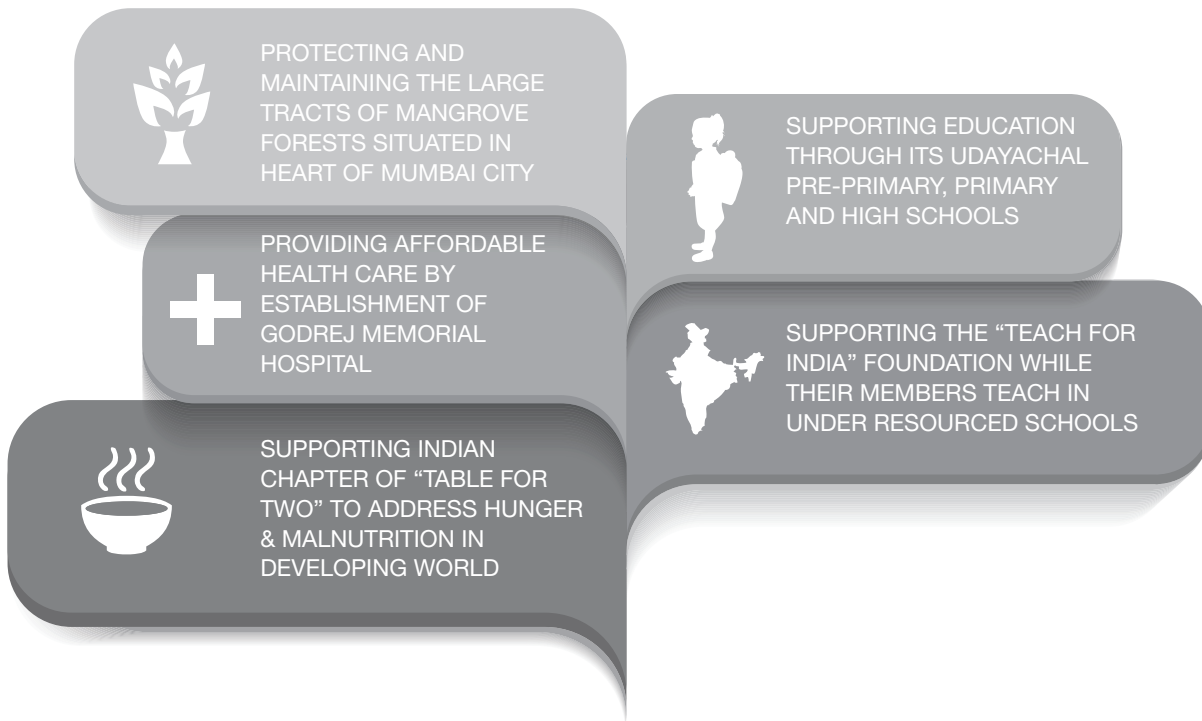 PROTECTING AND
MAINTAINING THE LARGE
TRACTS OF MANGROVE
FORESTS SITUATED IN
HEART OF MUMBAI CITY
SUPPORTING EDUCATION
THROUGH ITS UDAYACHAL
PRE-PRIMARY, PRIMARY
AND HIGH SCHOOLS
PROVIDING AFFORDABLE
HEALTH CARE BY
ESTABLISHMENT OF
GODREJ MEMORIAL
HOSPITAL
SUPPORTING THE “TEACH FOR
INDIA” FOUNDATION WHILE
THEIR MEMBERS TEACH IN
UNDER RESOURCED SCHOOLS
SUPPORTING INDIAN
CHAPTER OF “TABLE FOR
TWO” TO ADDRESS HUNGER
& MALNUTRITION IN
DEVELOPING WORLD